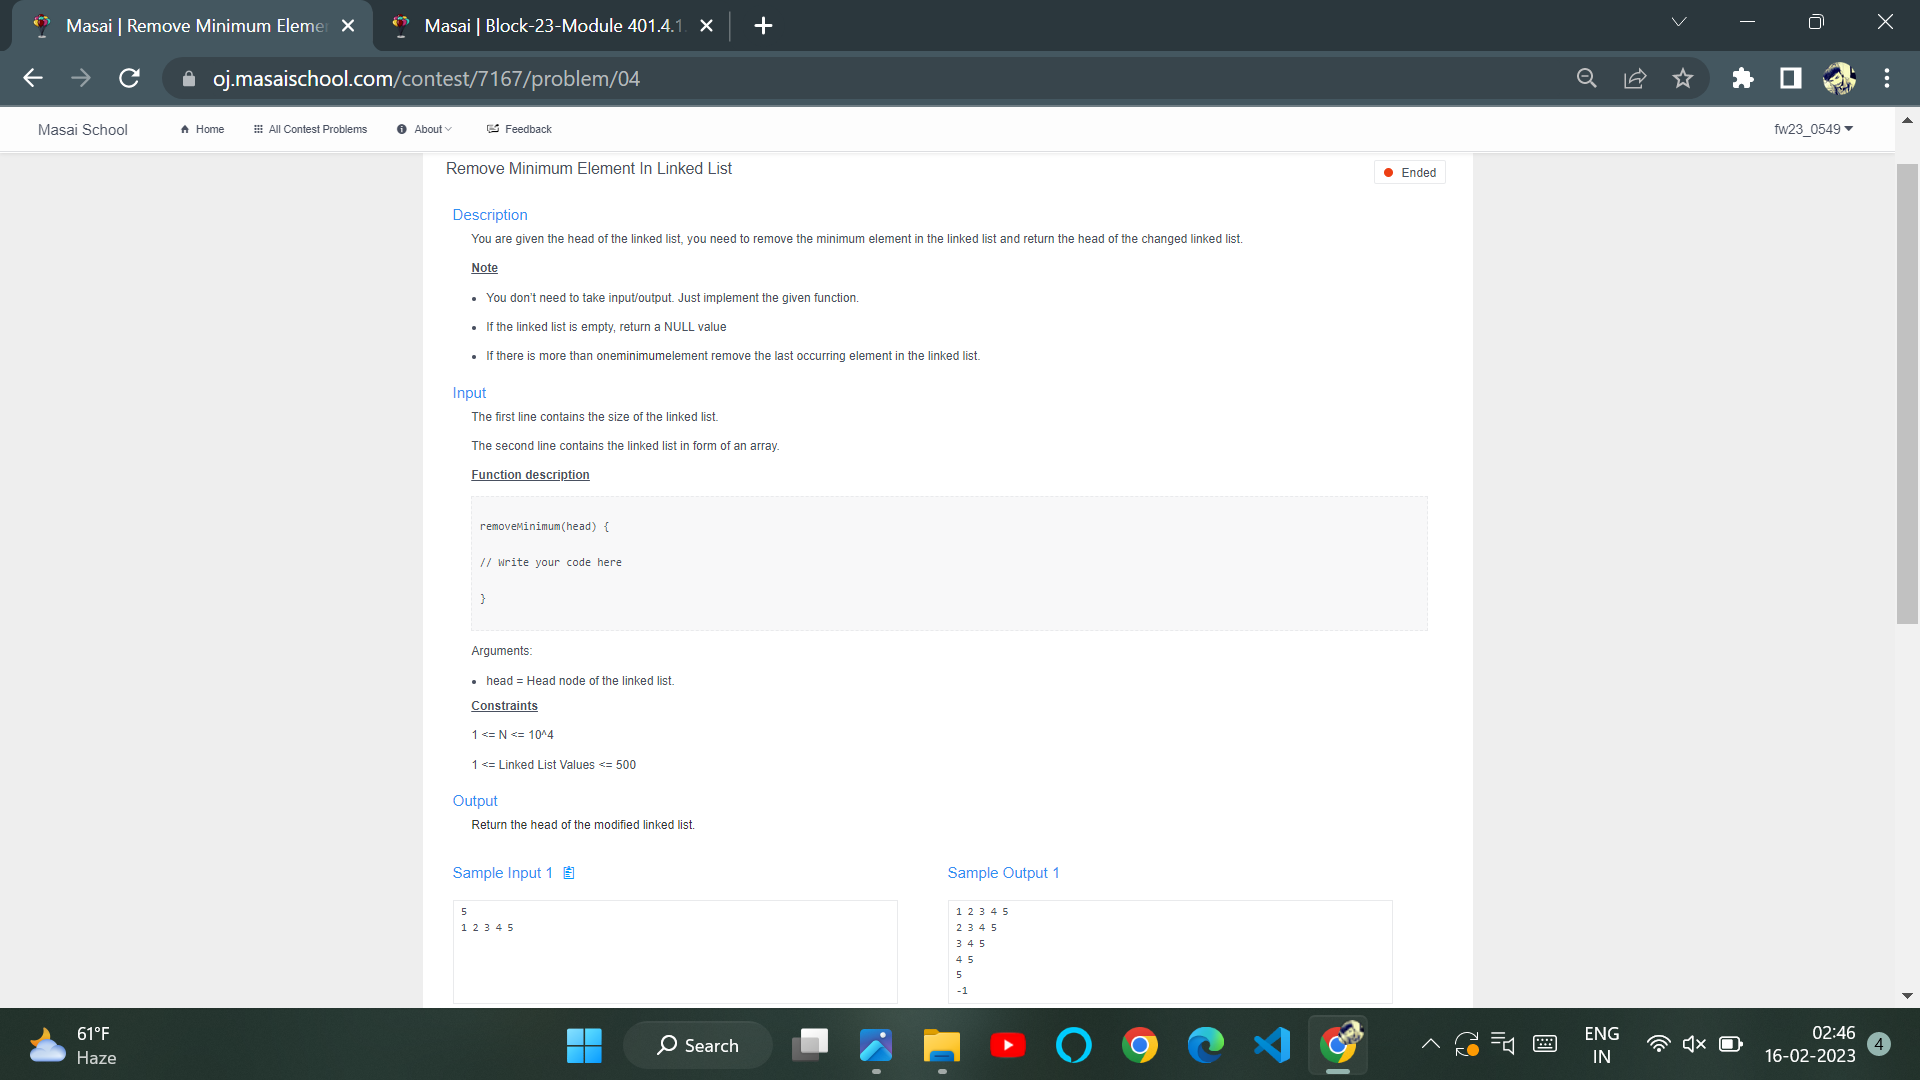 Masai | Remove Minimum Eleme
Masai | Block-23-Module 401.4.1
oj.masaischool.com/contest/7167/problem/04
Masai School
Home
All Contest Problems
About
Feedback
fw23_0549
Remove Minimum Element In Linked List
Ended
Description
You are given the head of the linked list, you need to remove the minimum element in the linked list and return the head of the changed linked list.
Note
You don't need to take input/output. Just implement the given function.
If the linked list is empty, return a NULL value
If there is more than oneminimumelement remove the last occurring element in the linked list.
Input
The first line contains the size of the linked list.
The second line contains the linked list in form of an array.
Function description
removeMinimum(head) {
// Write your code here
}
Arguments:
head = Head node of the linked list.
Constraints
1 <= N <= 10^4
1 <= Linked List Values <= 500
Output
Return the head of the modified linked list.
Sample Input 1
5
1 2 3 4 5
Sample Output 1
1 2 3 4 5
2 3 4 5
3 4 5
4 5
5
-1
61°F
Haze
Search
ENG
IN
02:46
16-02-2023
4